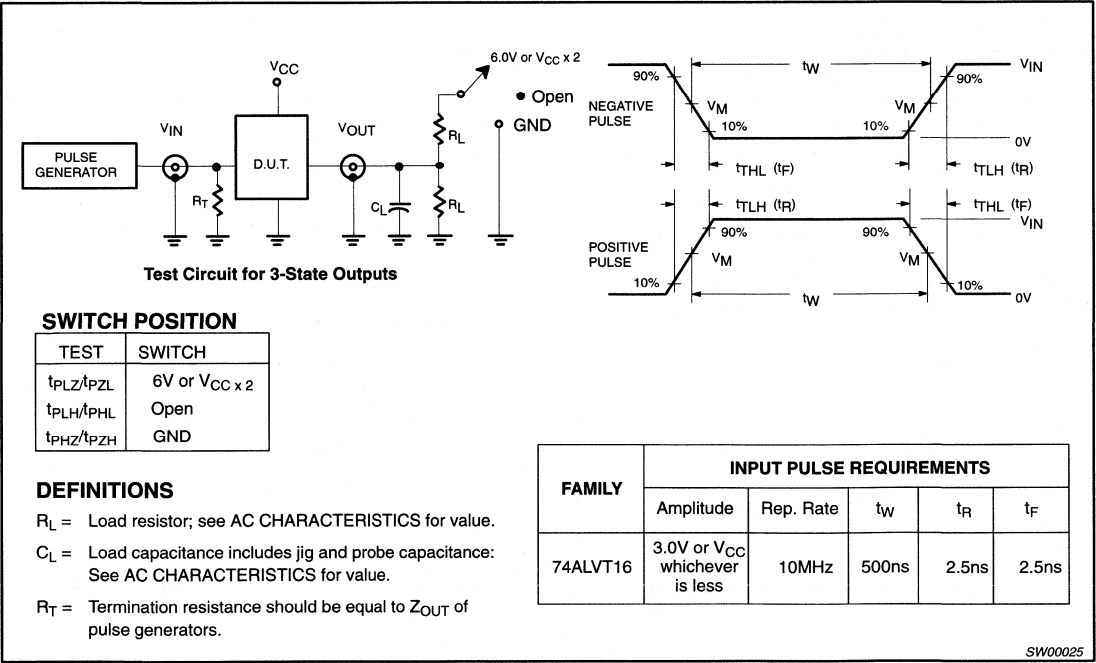 6.0V or VCC x 2
VCC
Open
GND
VIN
VOUT
RL
PULSE
GENERATOR
D.U.T.
RT
CL
RL
Test Circuit for 3-State Outputs
90%
tW
90%
VIN
NEGATIVE
PULSE
VM
VM
10%
10%
0V
tTHL (tF)
tTLH (tR)
tTLH (tR)
tTHL (tF)
VIN
90%
90%
POSITIVE
PULSE
VM
VM
10%
10%
tW
0V
SWITCH POSITION
TEST SWITCH
tPLZ/tPZL 6V or VCC x 2
tPLH/tPHL Open
tPHZ/tPZH GND
DEFINITIONS
RL = Load resistor; see AC CHARACTERISTICS for value.
CL = Load capacitance includes jig and probe capacitance:
See AC CHARACTERISTICS for value.
RT = Termination resistance should be equal to ZOUT of
pulse generators.
FAMILY
INPUT PULSE REQUIREMENTS
Amplitude Rep. Rate tW tR tF
74ALVT16
3.0V or VCC
whichever
is less
10MHz 500ns 2.5ns 2.5ns
SW00025